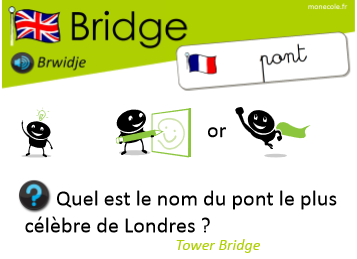 monecole.fr
Bridge
Brwidje
pont
or
Quel est le nom du pont le plus
célèbre de Londres ?
Tower Bridge